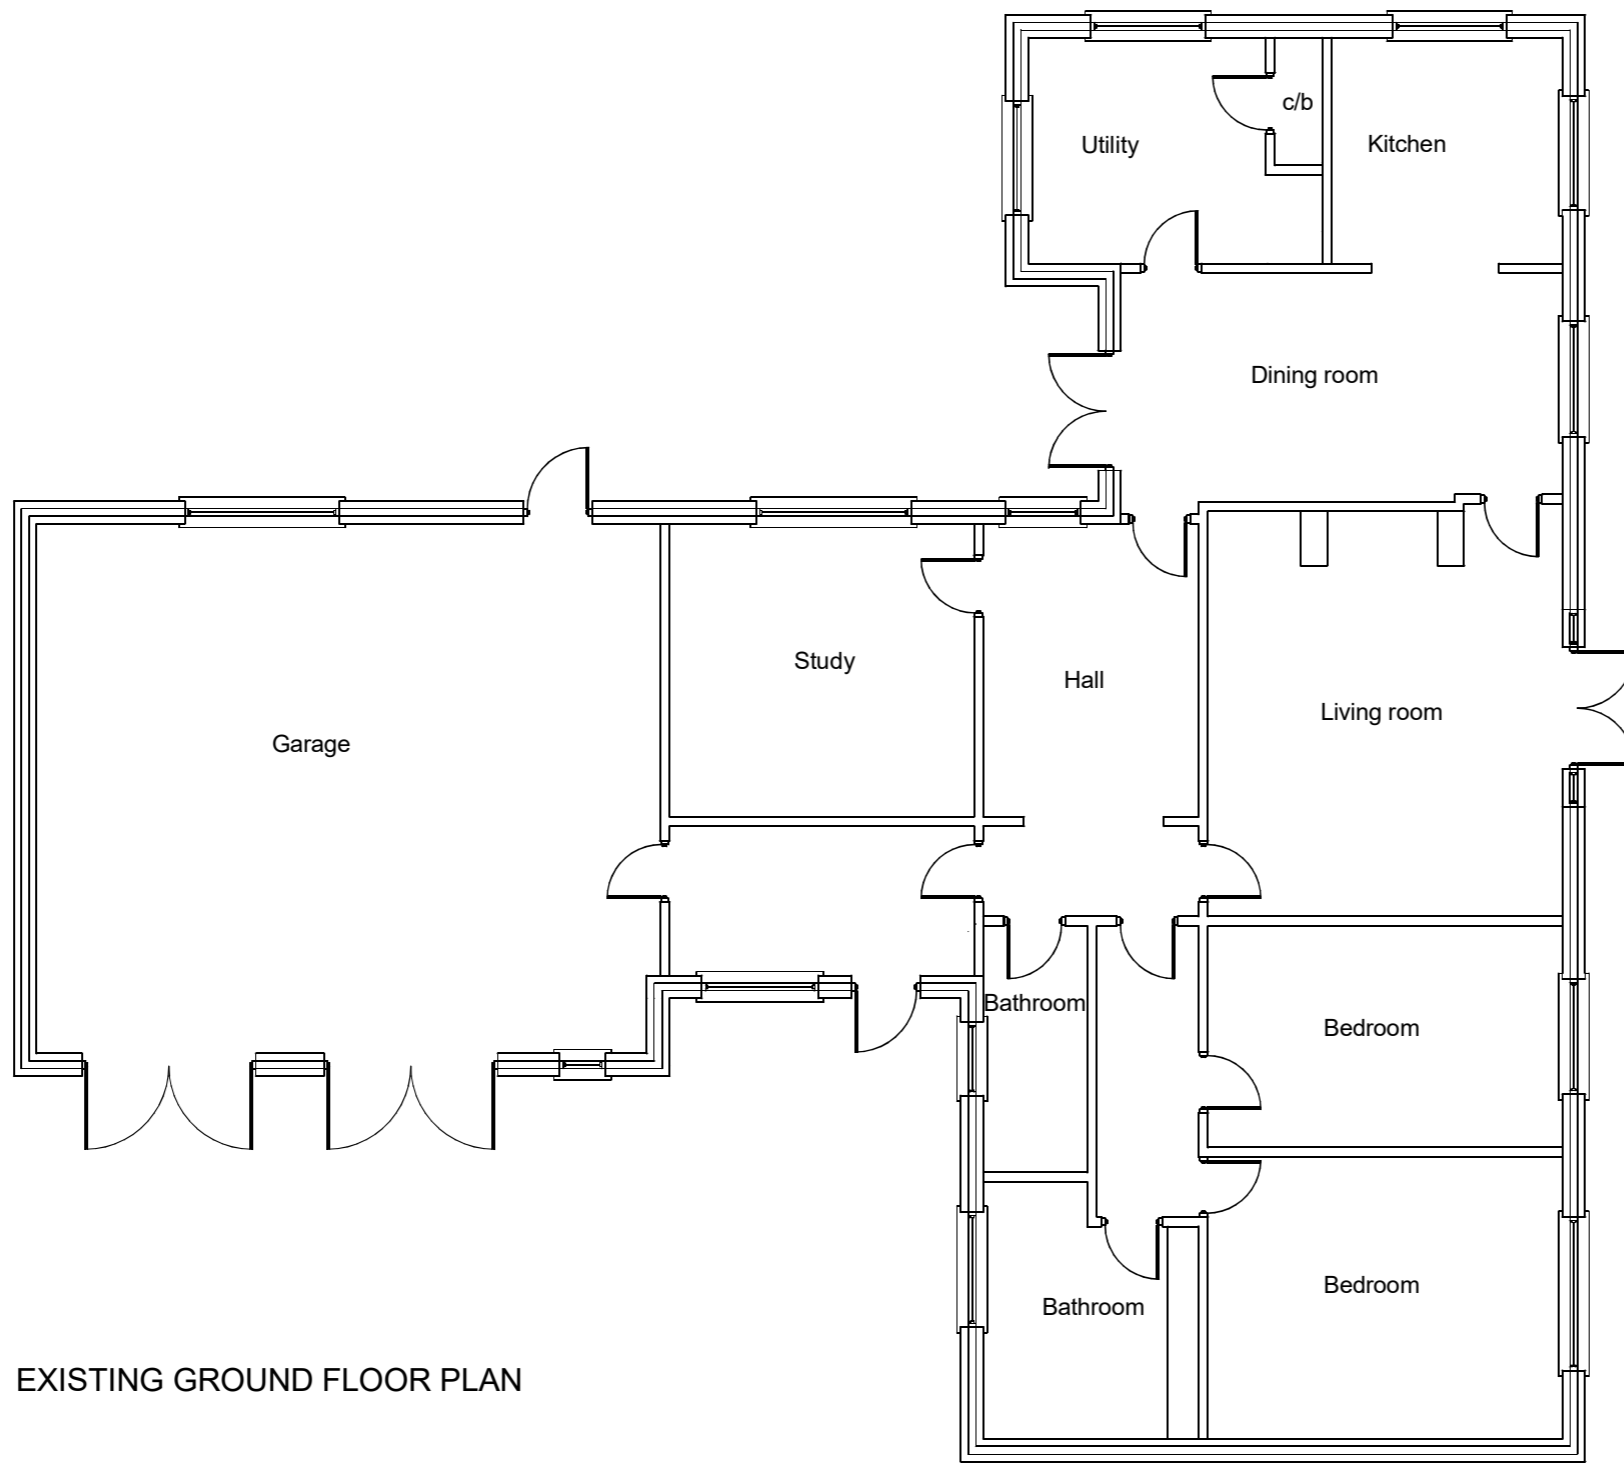 c/b
Utility
Kitchen
Dining room
Study
Hall
Living room
Garage
Bathroom
Bedroom
Bedroom
Bathroom
EXISTING GROUND FLOOR PLAN